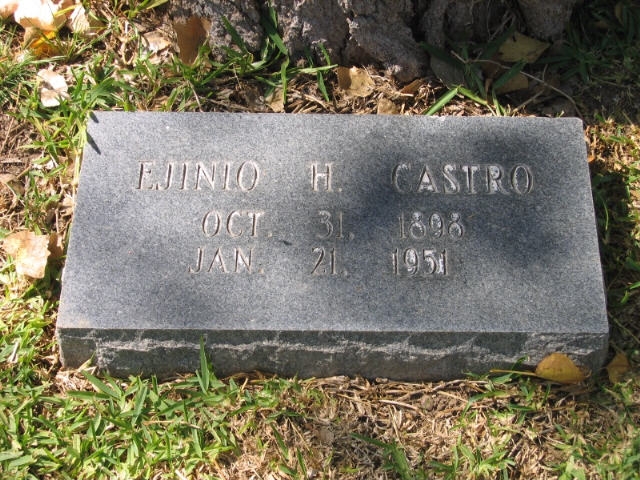 EJINIO H. CASTRO
OCT. 31, 1898
JAN. 21, 1951